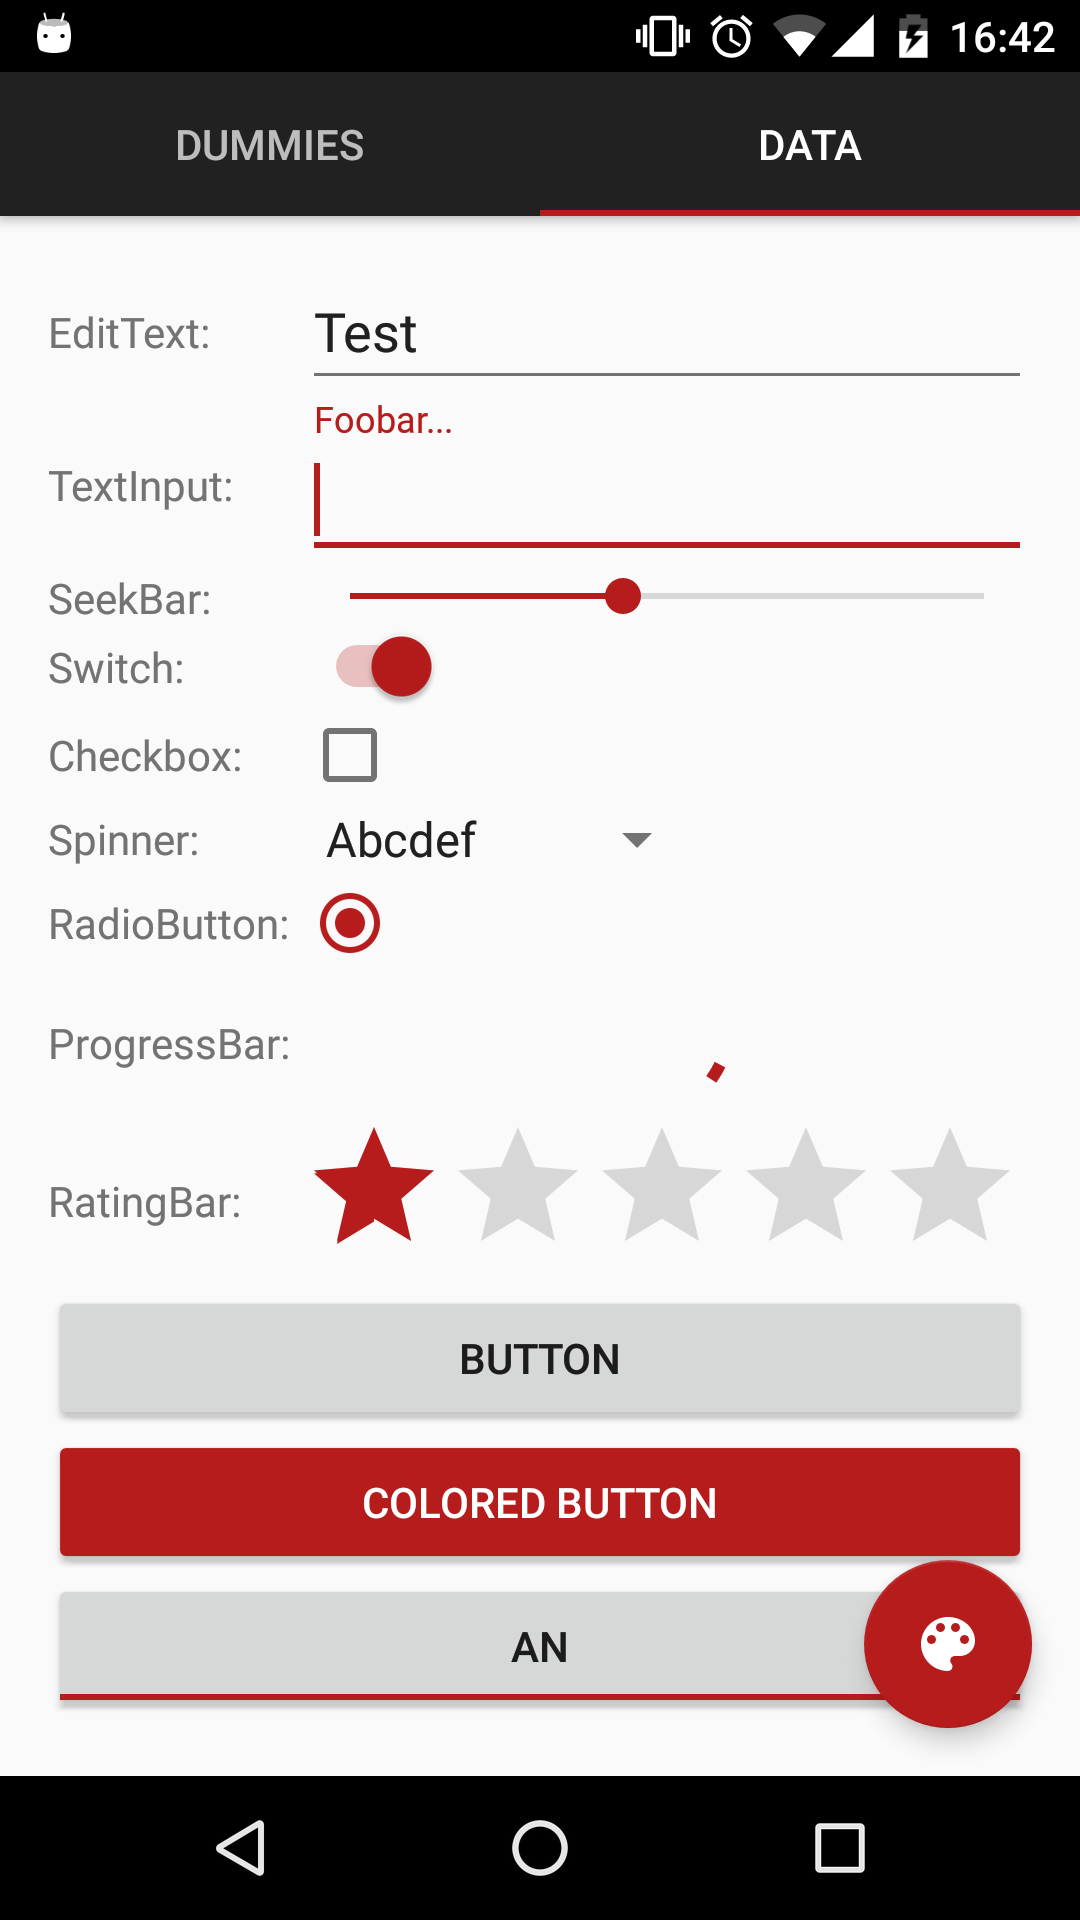 16:42
DUMMIES DATA
EditText: Test
Foobar...
TextInput:
SeekBar:
Switch:
Checkbox:
Spinner: Abcdef
RadioButton:
ProgressBar:
RatingBar:
BUTTON
COLORED BUTTON
AN